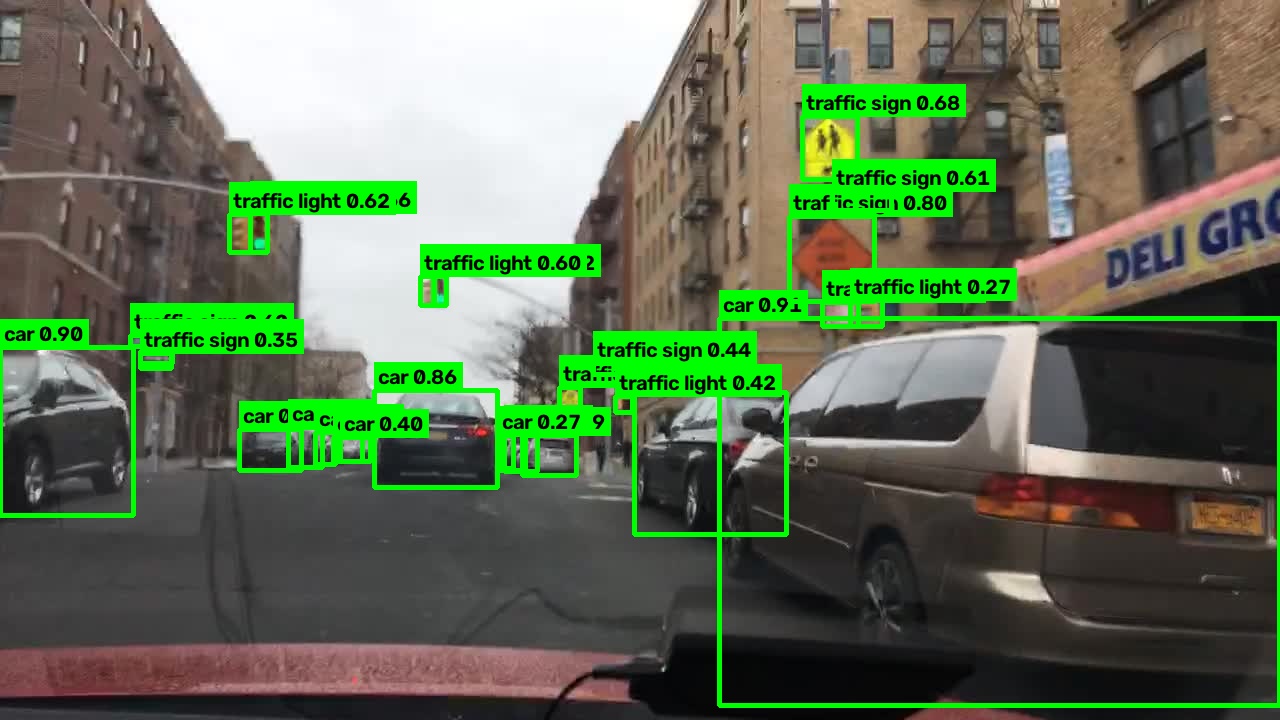 traffic sign 0.68
traffic sign 0.61
traffic light 0.62
traffic sign 0.80
DELI GRO
traffic light 0.60
traffic light 0.27
car 0.91
car 0.90
traffic sign 0.35
traffic sign 0.44
car 0.86
traffic light 0.42
car
car 0.40
car 0.27